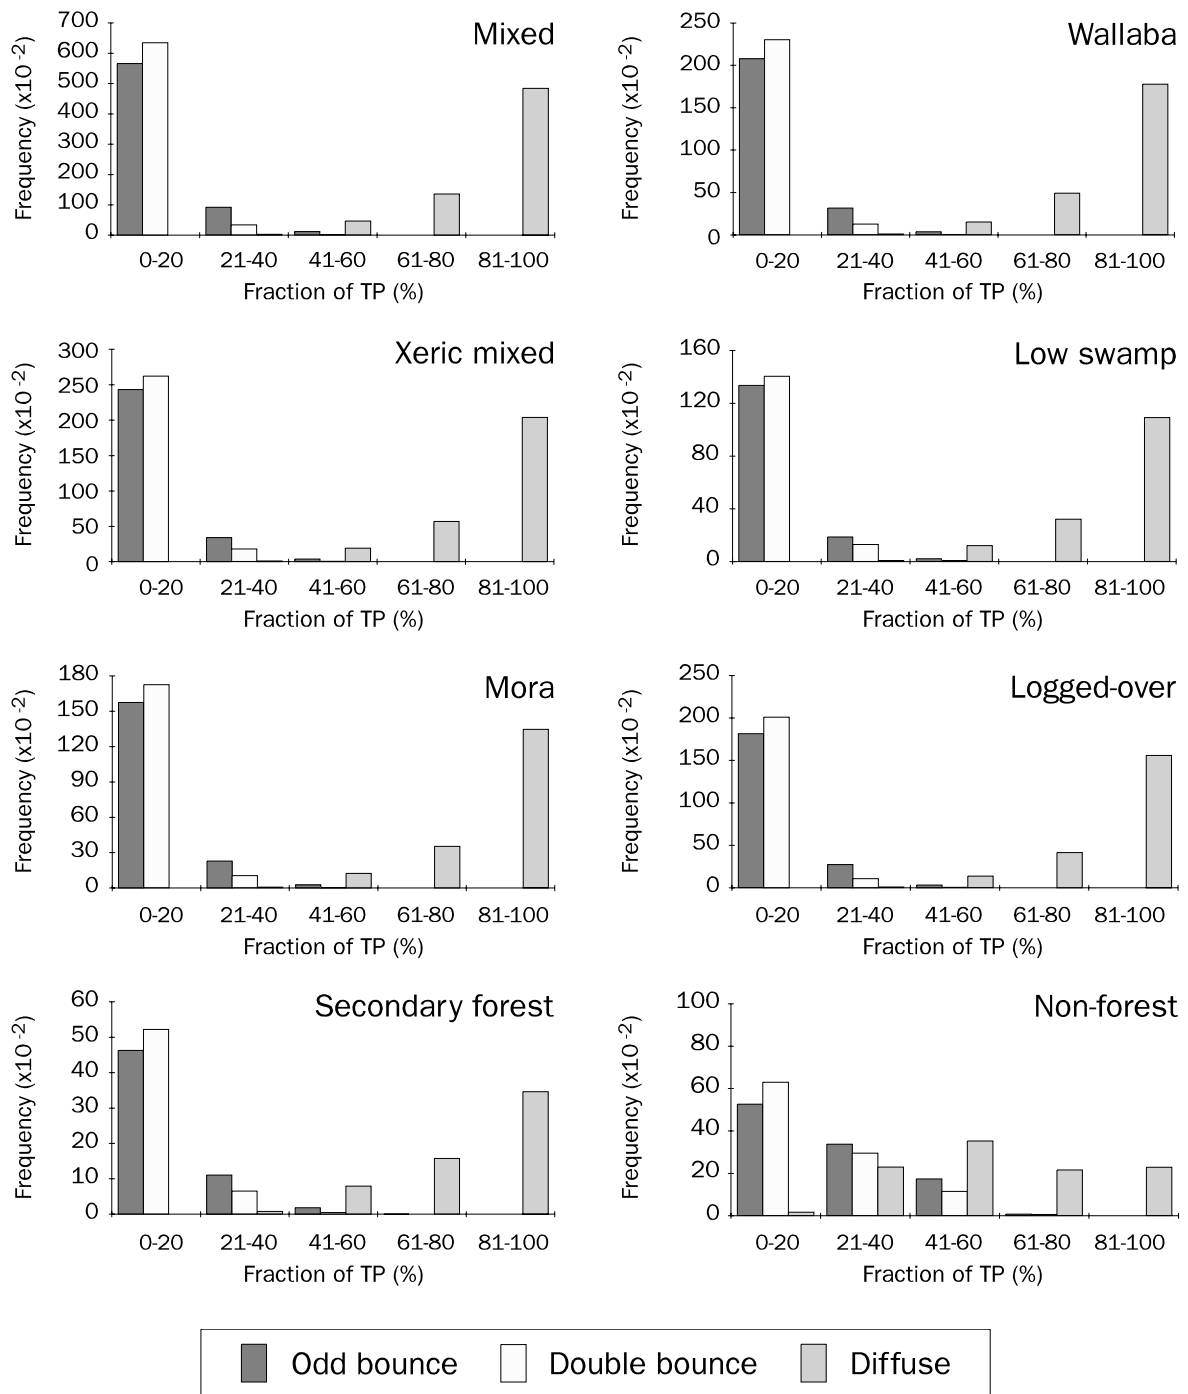 Mixed
Frequency (x10⁻²)
700
600
500
400
300
200
100
0
0-20 21-40 41-60 61-80 81-100
Fraction of TP (%)
Wallaba
Frequency (x10⁻²)
250
200
150
100
50
0
0-20 21-40 41-60 61-80 81-100
Fraction of TP (%)
Xeric mixed
Frequency (x10⁻²)
300
250
200
150
100
50
0
0-20 21-40 41-60 61-80 81-100
Fraction of TP (%)
Low swamp
Frequency (x10⁻²)
160
120
80
40
0
0-20 21-40 41-60 61-80 81-100
Fraction of TP (%)
Mora
Frequency (x10⁻²)
180
150
120
90
60
30
0
0-20 21-40 41-60 61-80 81-100
Fraction of TP (%)
Logged-over
Frequency (x10⁻²)
250
200
150
100
50
0
0-20 21-40 41-60 61-80 81-100
Fraction of TP (%)
Secondary forest
Frequency (x10⁻²)
60
50
40
30
20
10
0
0-20 21-40 41-60 61-80 81-100
Fraction of TP (%)
Non-forest
Frequency (x10⁻²)
100
80
60
40
20
0
0-20 21-40 41-60 61-80 81-100
Fraction of TP (%)
Odd bounce Double bounce Diffuse